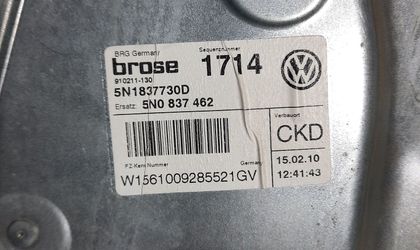 BRG Germany Sequenznummer
brose 1714
910211-130
5N1837730D
Ersatz: 5N0 837 462
Verbauort
CKD
FZ-Kenn Nummer Germany
15.02.10
W1561009285521GV 12:41:43